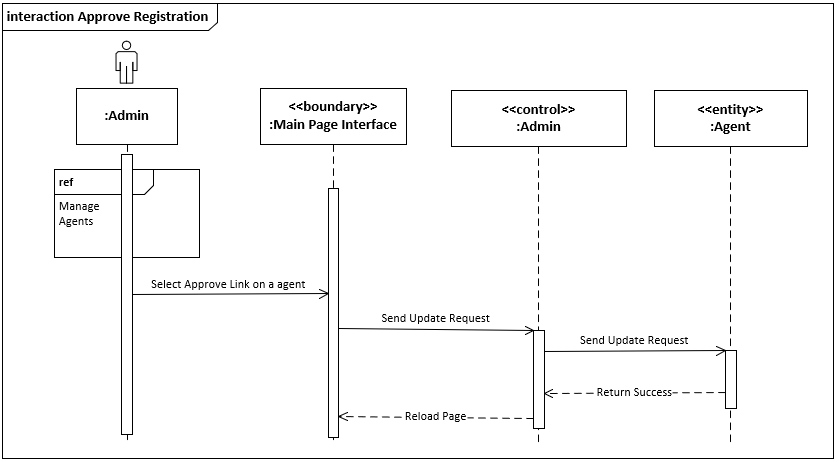 interaction Approve Registration
:Admin
<<boundary>>
:Main Page Interface
<<control>>
:Admin
<<entity>>
:Agent
ref
Manage
Agents
Select Approve Link on a agent
Send Update Request
Send Update Request
Return Success
Reload Page